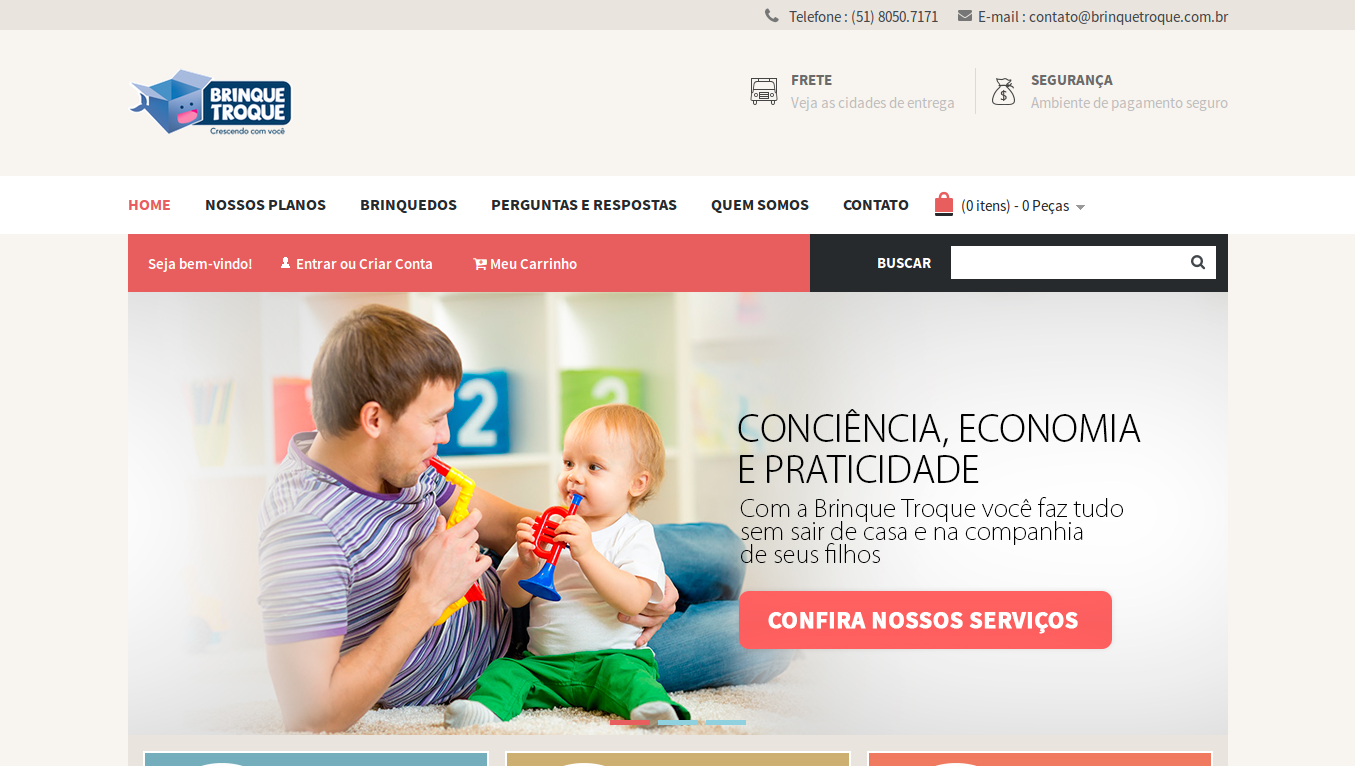 Telefone : (51) 8050.7171 E-mail : contato@brinquetroque.com.br
BRINQUE
TROQUE
Crescendo com você
FRETE
Veja as cidades de entrega
SEGURANÇA
Ambiente de pagamento seguro
HOME NOSSOS PLANOS BRINQUEDOS PERGUNTAS E RESPOSTAS QUEM SOMOS CONTATO (0 itens) - 0 Peças
Seja bem-vindo! Entrar ou Criar Conta Meu Carrinho BUSCAR
2
CONCIÊNCIA, ECONOMIA
E PRATICIDADE
Com a Brinque Troque você faz tudo
sem sair de casa e na companhia
de seus filhos
CONFIRA NOSSOS SERVIÇOS